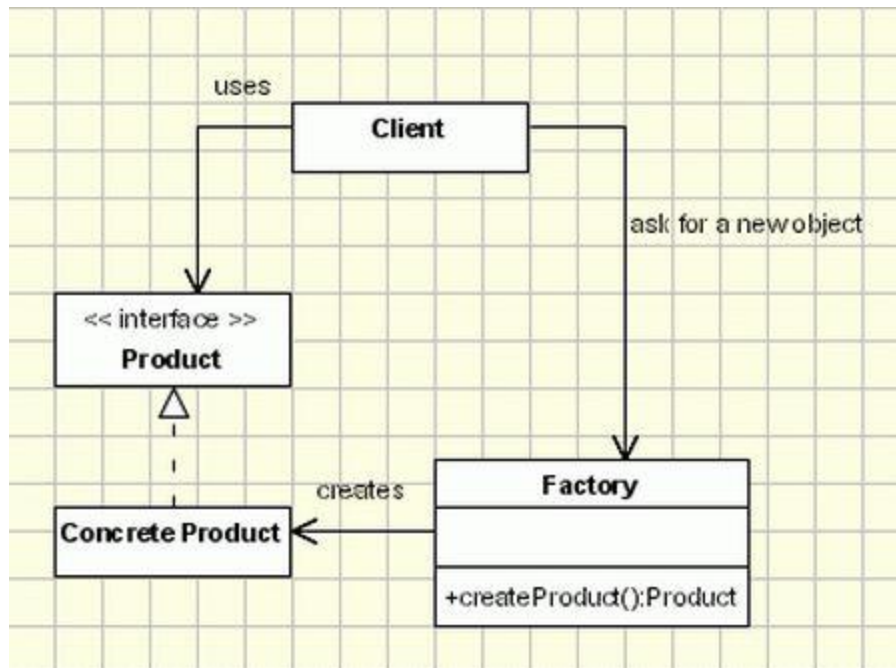 uses
Client
ask for a new object
<< interface >>
Product
creates
Factory
Concrete Product
+createProduct():Product